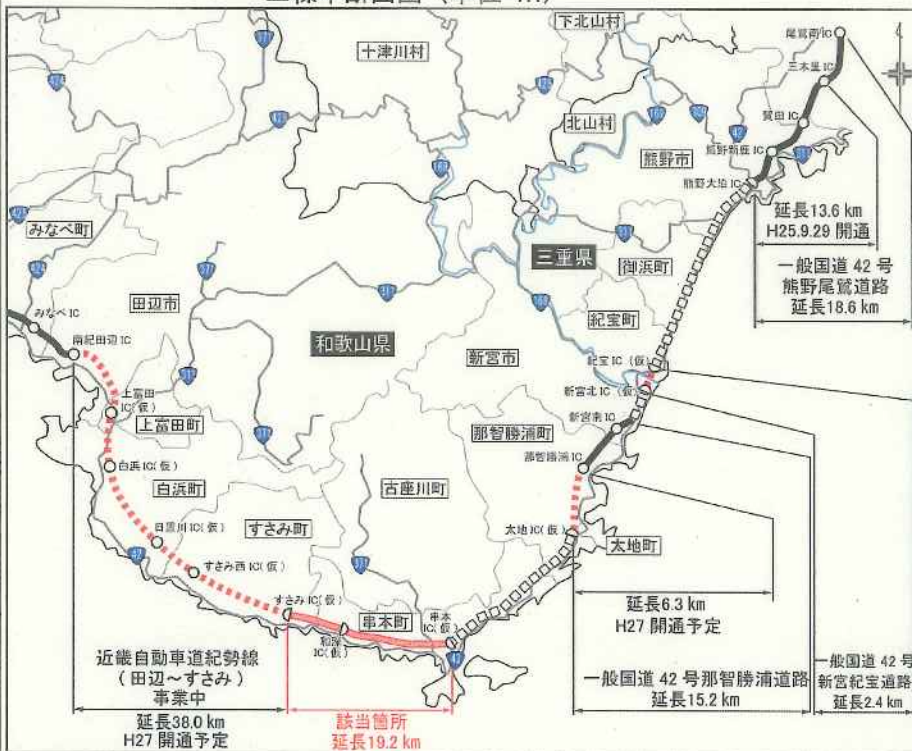 十津川村
下北山村
尾鷲南IC
三木里IC
北山村
賀田IC
熊野新鹿IC
熊野市
熊野大泊IC
みなべ町
延長13.6 km
H25.9.29 開通
三重県
御浜町
一般国道 42 号
熊野尾鷲道路
延長18.6 km
田辺市
みなべIC
紀宝町
和歌山県
新宮市
南紀田辺IC
紀宝IC(仮)
新宮北IC(仮)
上富田
IC(仮)
上富田町
新宮南IC
那智勝浦町
那智勝浦IC
白浜IC(仮)
白浜町
古座川町
日置川IC(仮)
すさみ町
太地IC(仮)
太地町
すさみ西IC(仮)
すさみIC(仮)
延長6.3 km
H27 開通予定
串本町
串本
IC(仮)
和深
IC(仮)
近畿自動車道紀勢線
(田辺～すさみ)
事業中
延長38.0 km
H27 開通予定
該当箇所
延長19.2 km
一般国道 42 号那智勝浦道路
延長15.2 km
一般国道 42 号
新宮紀宝道路
延長2.4 km